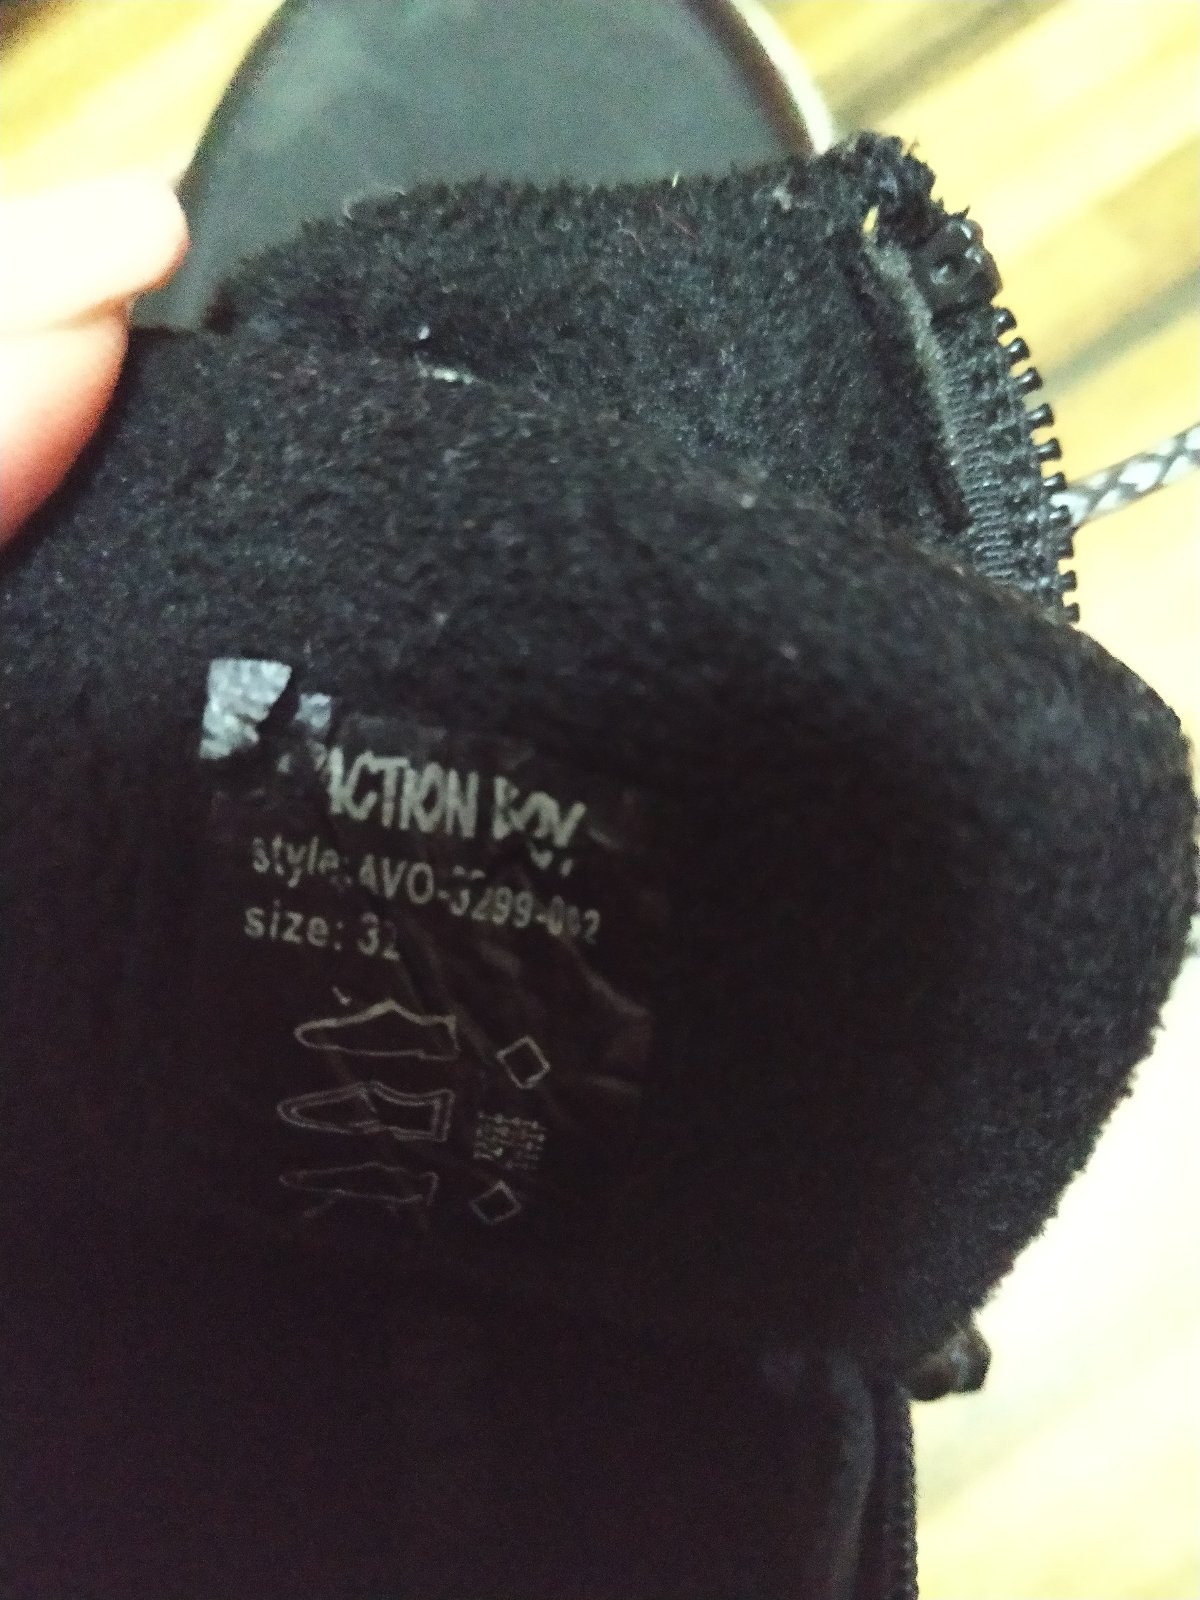 ACTION BOY
style: AVO-3299-002
size: 32